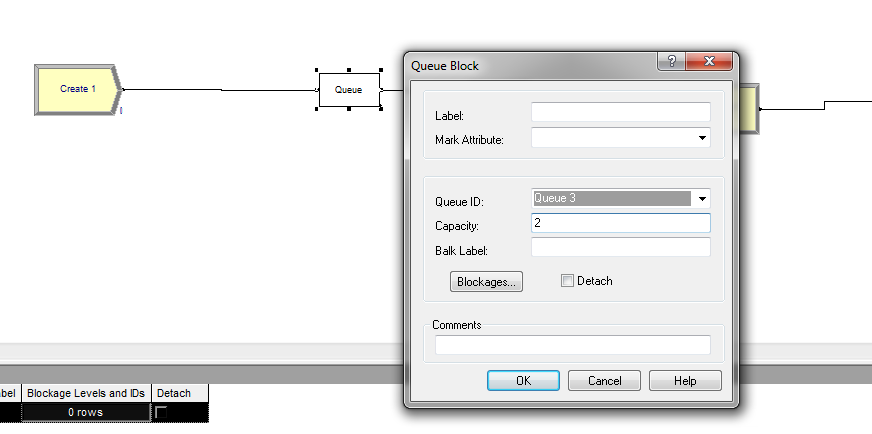 Queue Block
?
Create 1
Queue
Label:
Mark Attribute:
Queue ID: Queue 3
Capacity: 2
Balk Label:
Blockages... Detach
Comments
OK Cancel Help
Blockage Levels and IDs Detach
0 rows